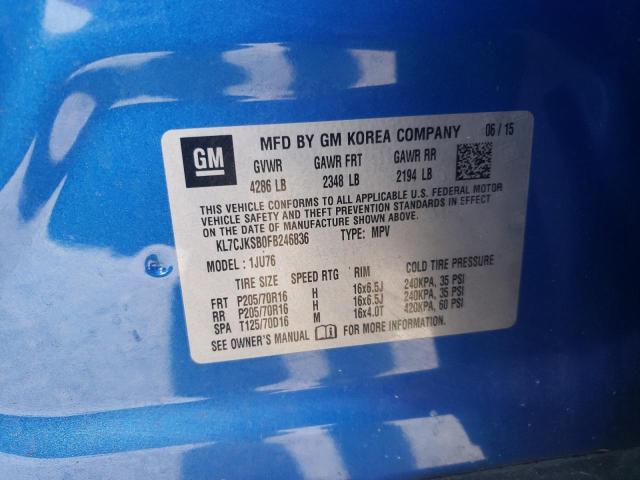 GM MFD BY GM KOREA COMPANY 06 / 15
GVWR GAWR FRT GAWR RR
4286 LB 2348 LB 2194 LB
THIS VEHICLE CONFORMS TO ALL APPLICABLE U.S. FEDERAL MOTOR
VEHICLE SAFETY AND THEFT PREVENTION STANDARDS IN EFFECT
ON THE DATE OF MANUFACTURE SHOWN ABOVE.
KL7CJKSB0FB246836 TYPE: MPV
MODEL : 1JU76
TIRE SIZE SPEED RTG RIM COLD TIRE PRESSURE
FRT P205/70R16 H 16x6.5J 240KPA, 35 PSI
RR P205/70R16 H 16x6.5J 240KPA, 35 PSI
SPA T125/70D16 M 16x4.0T 420KPA, 60 PSI
SEE OWNER'S MANUAL FOR MORE INFORMATION.